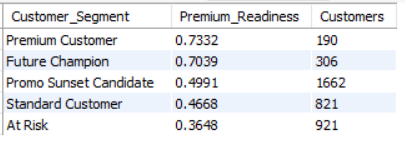 Customer_Segment Premium_Readiness Customers
Premium Customer 0.7332 190
Future Champion 0.7039 306
Promo Sunset Candidate 0.4991 1662
Standard Customer 0.4668 821
At Risk 0.3648 921